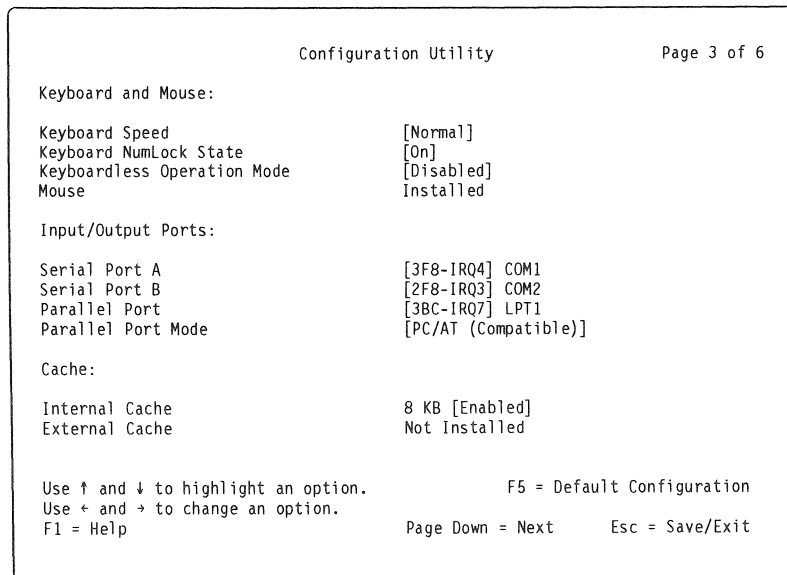 Configuration Utility Page 3 of 6
Keyboard and Mouse:
Keyboard Speed [Normal]
Keyboard NumLock State [On]
Keyboardless Operation Mode [Disabled]
Mouse Installed
Input/Output Ports:
Serial Port A [3F8-IRQ4] COM1
Serial Port B [2F8-IRQ3] COM2
Parallel Port [3BC-IRQ7] LPT1
Parallel Port Mode [PC/AT (Compatible)]
Cache:
Internal Cache 8 KB [Enabled]
External Cache Not Installed
Use ↑ and ↓ to highlight an option. F5 = Default Configuration
Use ← and → to change an option.
F1 = Help Page Down = Next Esc = Save/Exit